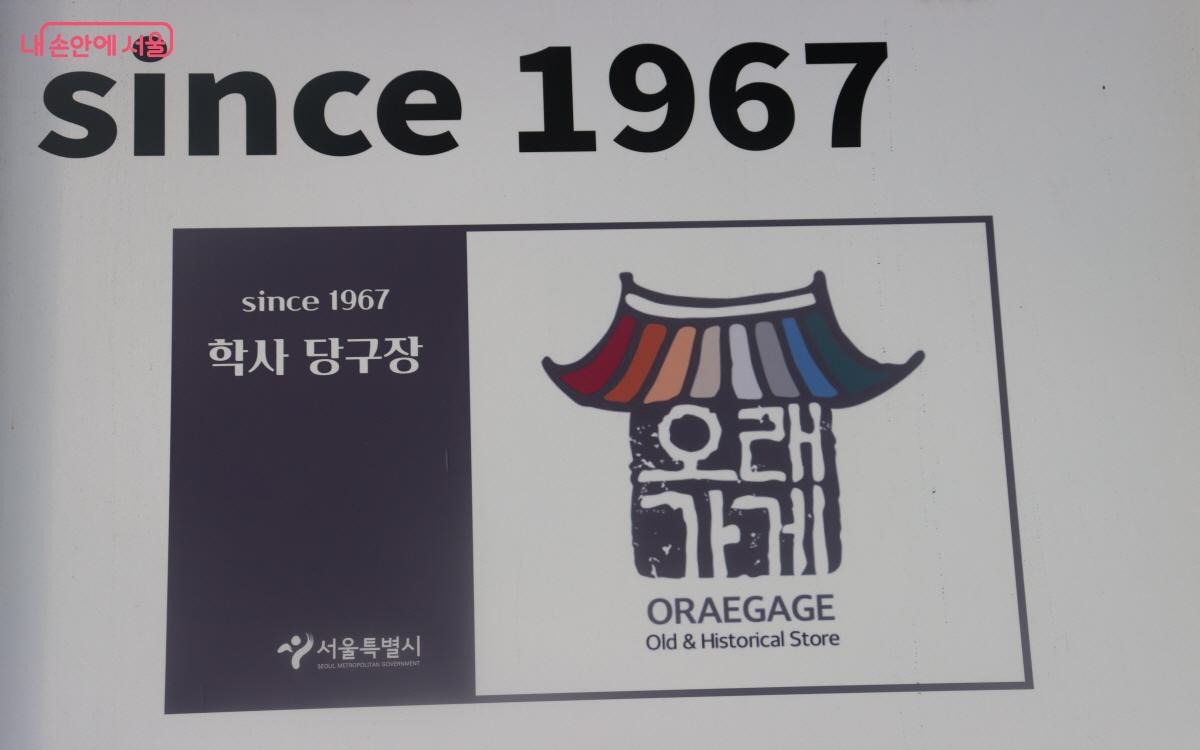 내 손안에 서울
since 1967
since 1967
학사 당구장
서울특별시
SEOUL METROPOLITAN GOVERNMENT
오래
가게
ORAEGAGE
Old & Historical Store